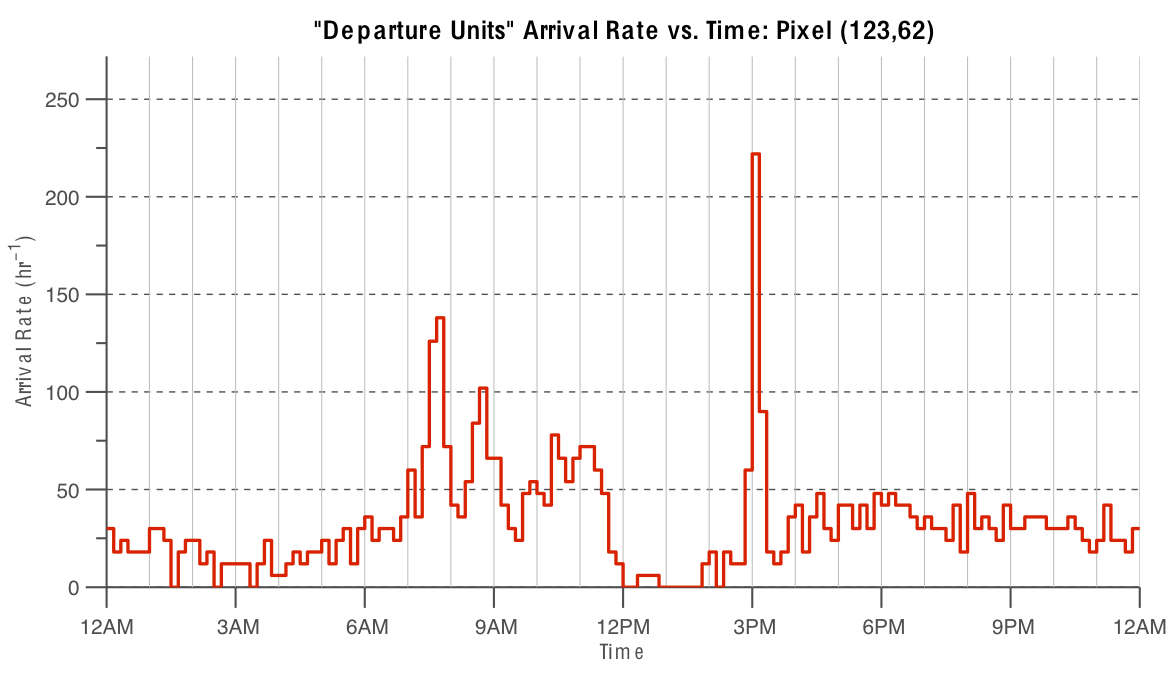 "Departure Units" Arrival Rate vs. Time: Pixel (123,62)
250
200
150
100
50
0
Arrival Rate (hr⁻¹)
12AM 3AM 6AM 9AM 12PM 3PM 6PM 9PM 12AM
Time